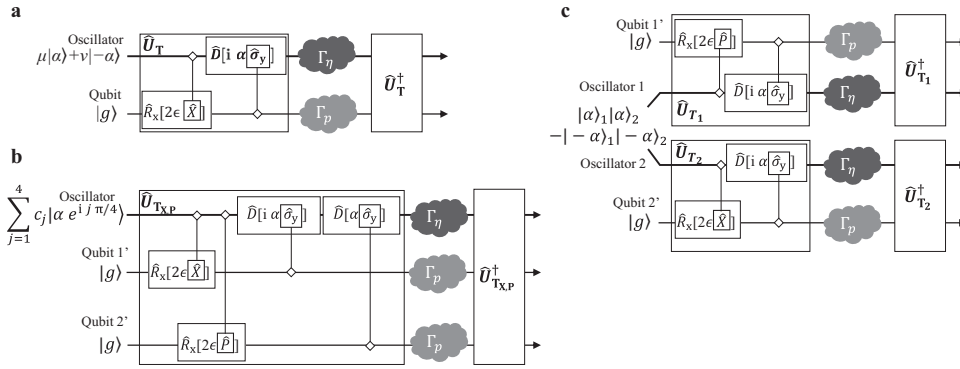 a
Oscillator
μ|α⟩+ν|-α⟩
Û_T
D̂[i α σ̂_y]
Γ_η
Û_T^†
Qubit
|g⟩
R̂_x[2ϵ X̂]
Γ_p
b
∑_{j=1}^{4} c_j|α e^{i j π/4}⟩
Oscillator
Û_{T_{X,P}}
D̂[i α σ̂_y]
D̂[α σ̂_y]
Γ_η
Qubit 1’
|g⟩
R̂_x[2ϵ X̂]
Γ_p
Û_{T_{X,P}}^†
Qubit 2’
|g⟩
R̂_x[2ϵ P̂]
Γ_p
c
Qubit 1’
|g⟩
R̂_x[2ϵ P̂]
Γ_p
Û_{T_1}^†
Oscillator 1
D̂[i α σ̂_y]
Γ_η
Û_{T_1}
|α⟩_1|α⟩_2
-|-α⟩_1|-α⟩_2
Û_{T_2}
Oscillator 2
D̂[i α σ̂_y]
Γ_η
Û_{T_2}^†
Qubit 2’
|g⟩
R̂_x[2ϵ X̂]
Γ_p